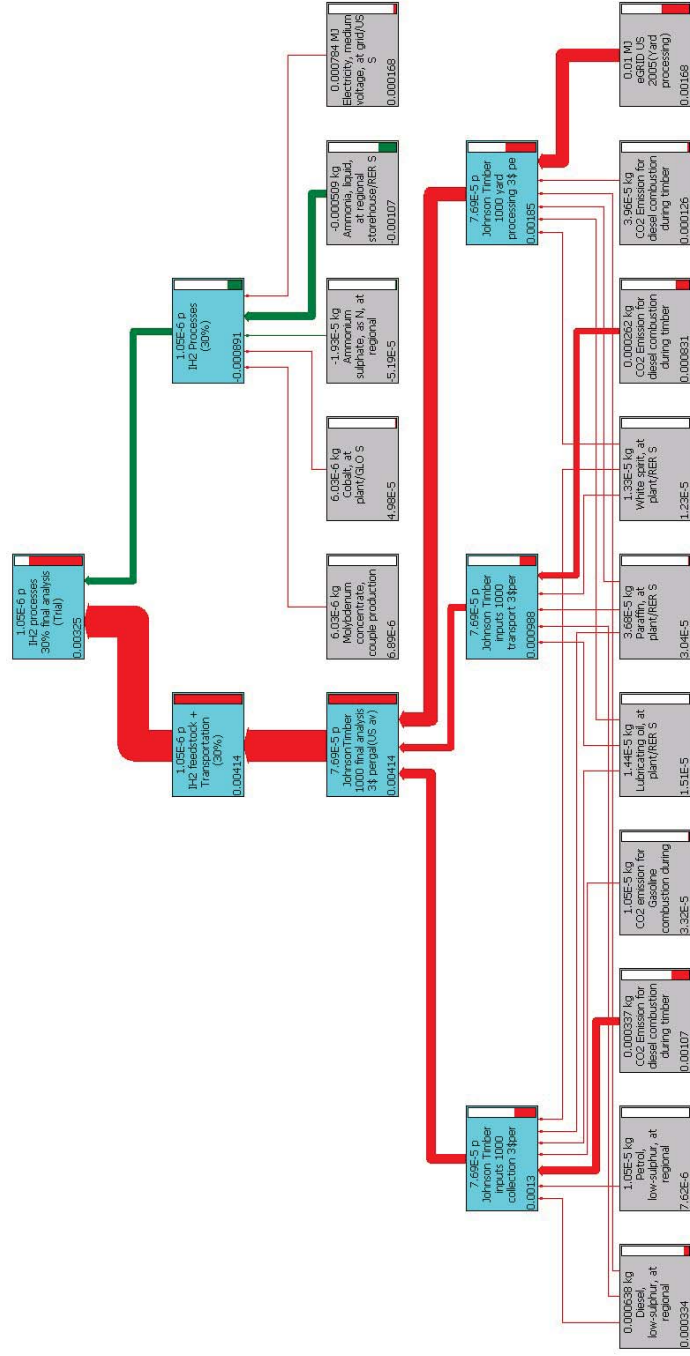 1.05E-6 p
IH2 processes
30% final analysis
(Trial)
0.00325
1.05E-6 p
IH2 feedstock +
Transportation
(30%)
0.00414
1.05E-6 p
IH2 Processes
(30%)
-0.000891
7.69E-5 p
JohnsonTimber
1000 final analysis
3$ pergal(US av)
0.00414
6.03E-6 kg
Molybdenum
concentrate,
couple production
6.89E-6
6.03E-6 kg
Cobalt, at
plant/GLO S
4.98E-5
-1.93E-5 kg
Ammonium
sulphate, as N, at
regional
-5.19E-5
-0.000509 kg
Ammonia, liquid,
at regional
storehouse/RER S
-0.00107
0.000784 MJ
Electricity, medium
voltage, at grid/US
S
0.000168
7.69E-5 p
Johnson Timber
inputs 1000
collection 3$per
0.0013
7.69E-5 p
Johnson Timber
inputs 1000
transport 3$per
0.000988
7.69E-5 p
Johnson Timber
1000 yard
processing 3$ pe
0.00185
0.000638 kg
Diesel,
low-sulphur, at
regional
0.000334
1.05E-5 kg
Petrol,
low-sulphur, at
regional
7.62E-6
0.000337 kg
CO2 Emission for
diesel combustion
during timber
0.00107
1.05E-5 kg
CO2 emission for
Gasoline
combustion during
3.32E-5
1.44E-5 kg
Lubricating oil, at
plant/RER S
1.51E-5
3.68E-5 kg
Paraffin, at
plant/RER S
3.04E-5
1.33E-5 kg
White spirit, at
plant/RER S
1.23E-5
0.000262 kg
CO2 Emission for
diesel combustion
during timber
0.000831
3.96E-5 kg
CO2 Emission for
diesel combustion
during timber
0.000126
0.01 MJ
eGRID US
2005(Yard
processing)
0.00168